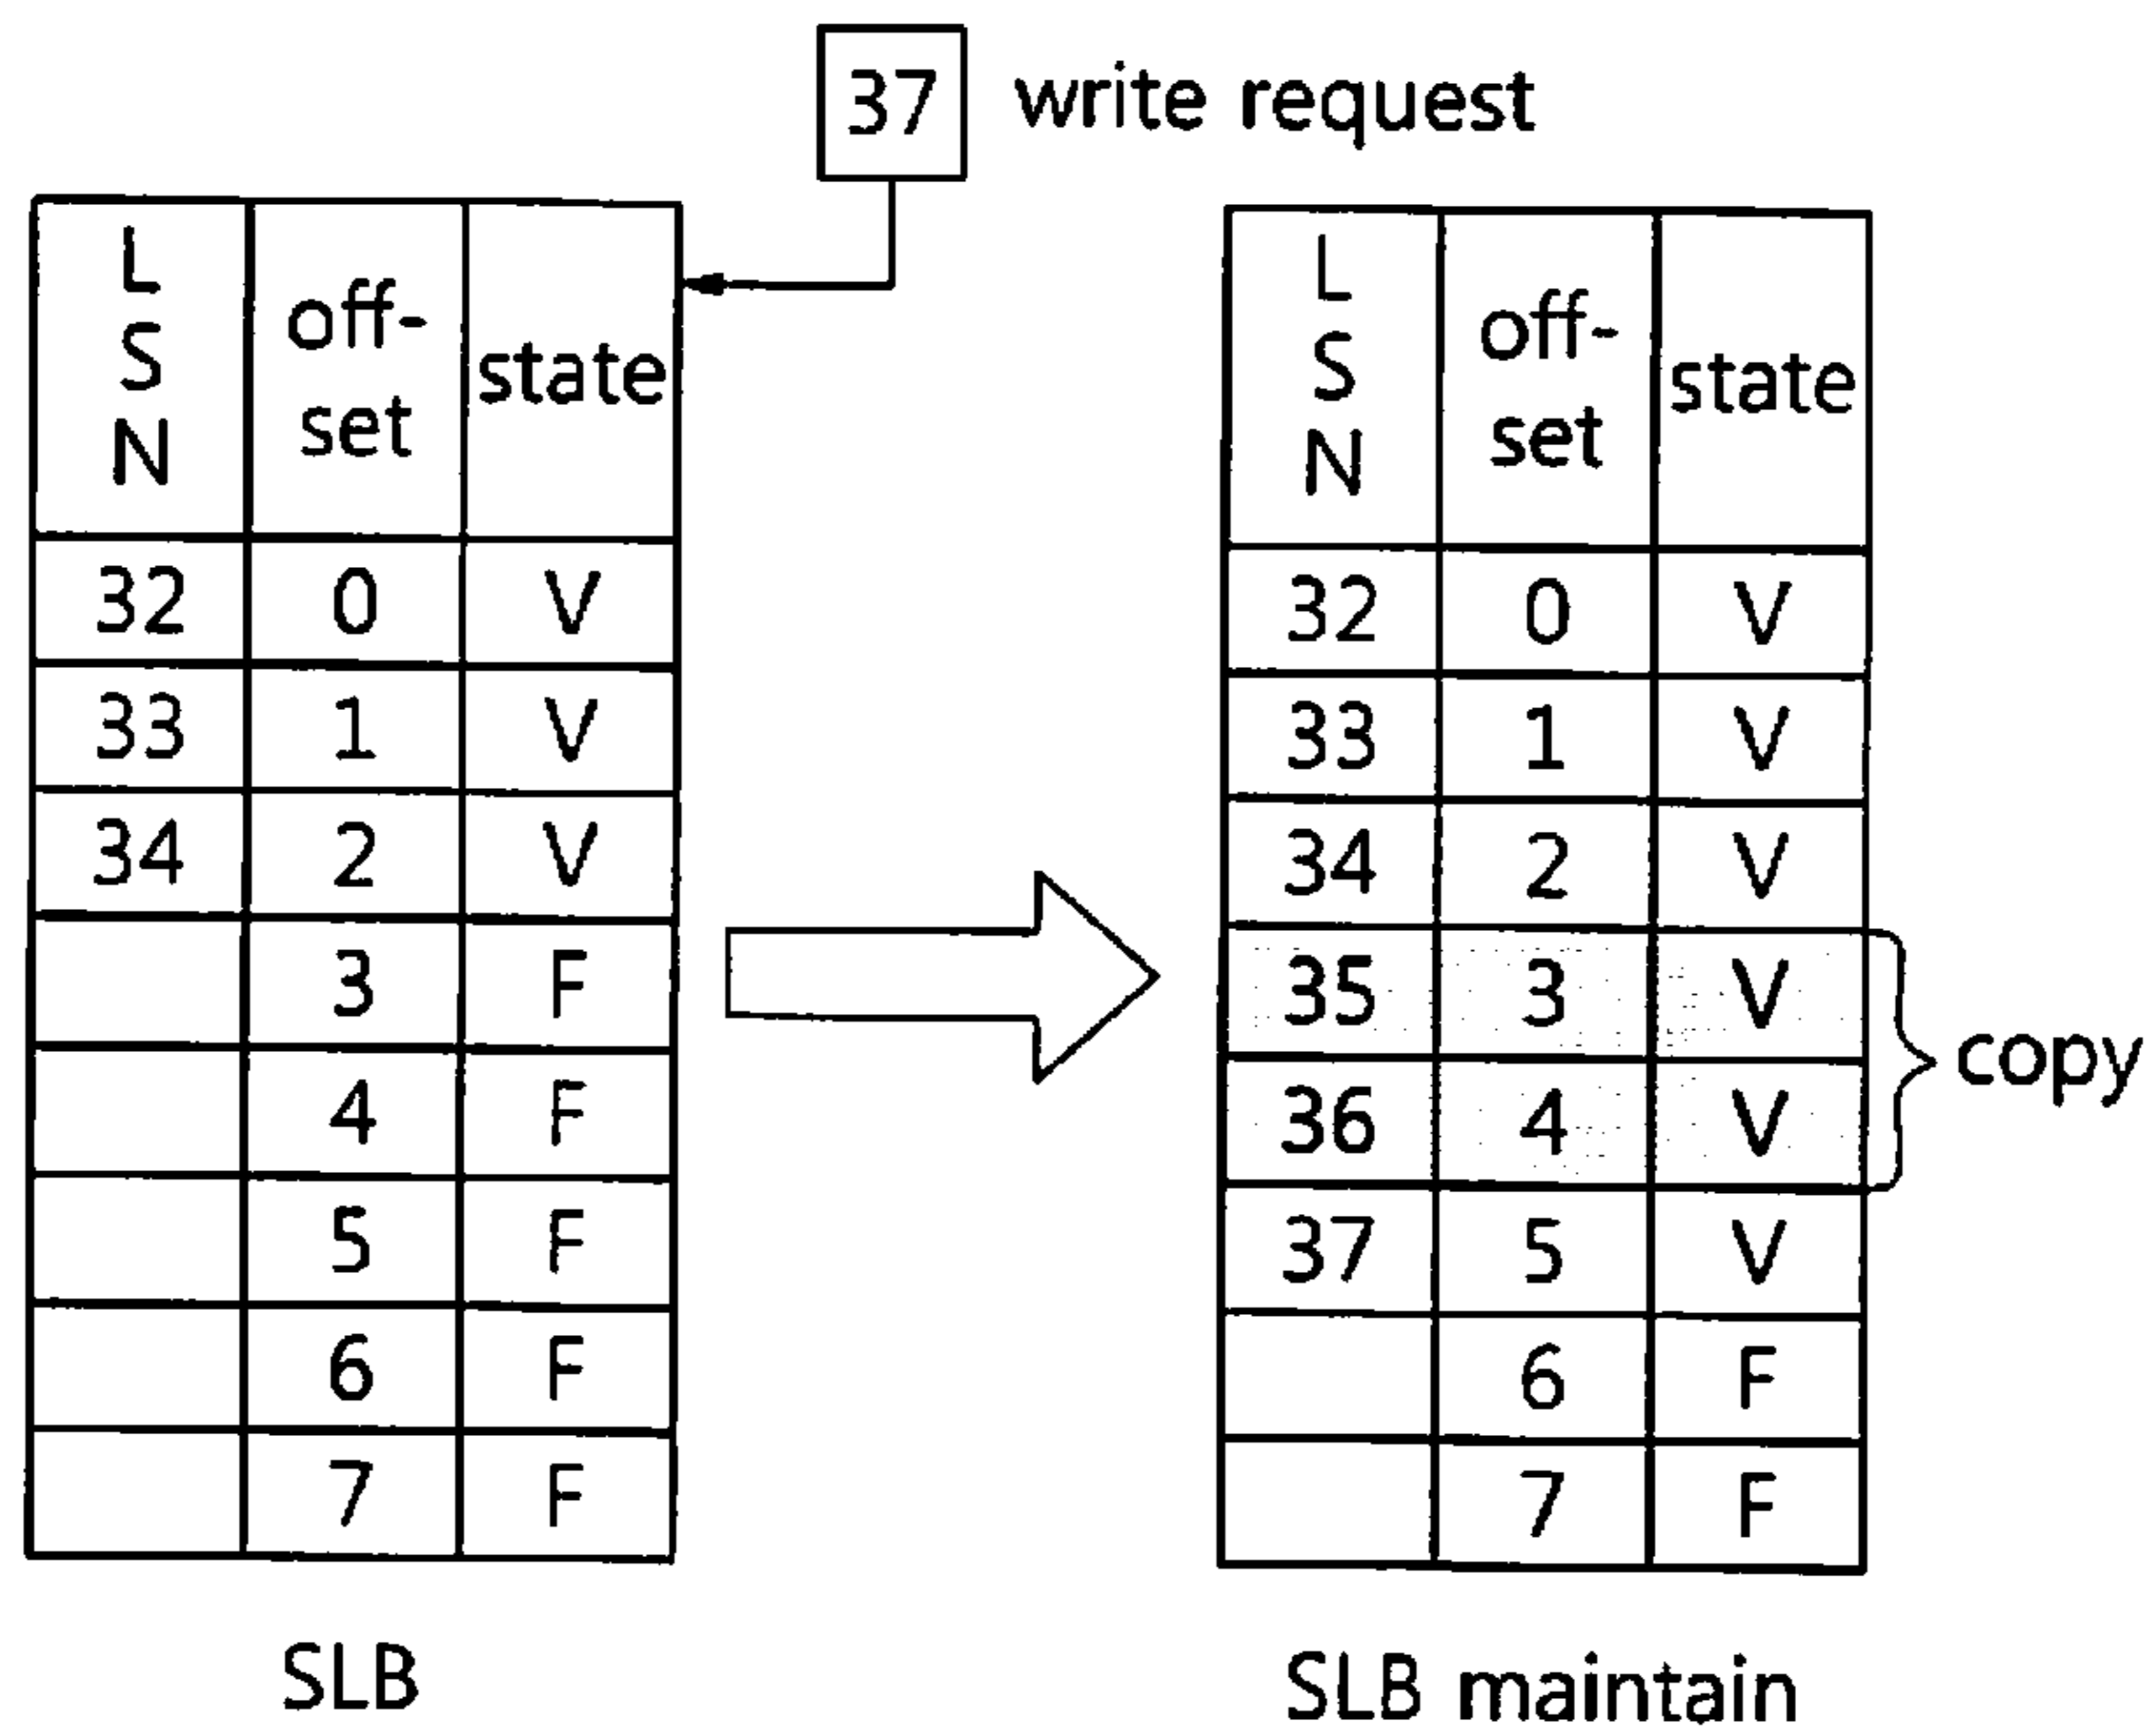 37 write request
L S N off-set state
32 0 V
33 1 V
34 2 V
3 F
4 F
5 F
6 F
7 F
SLB
L S N off-set state
32 0 V
33 1 V
34 2 V
35 3 V
36 4 V
copy
37 5 V
6 F
7 F
SLB maintain